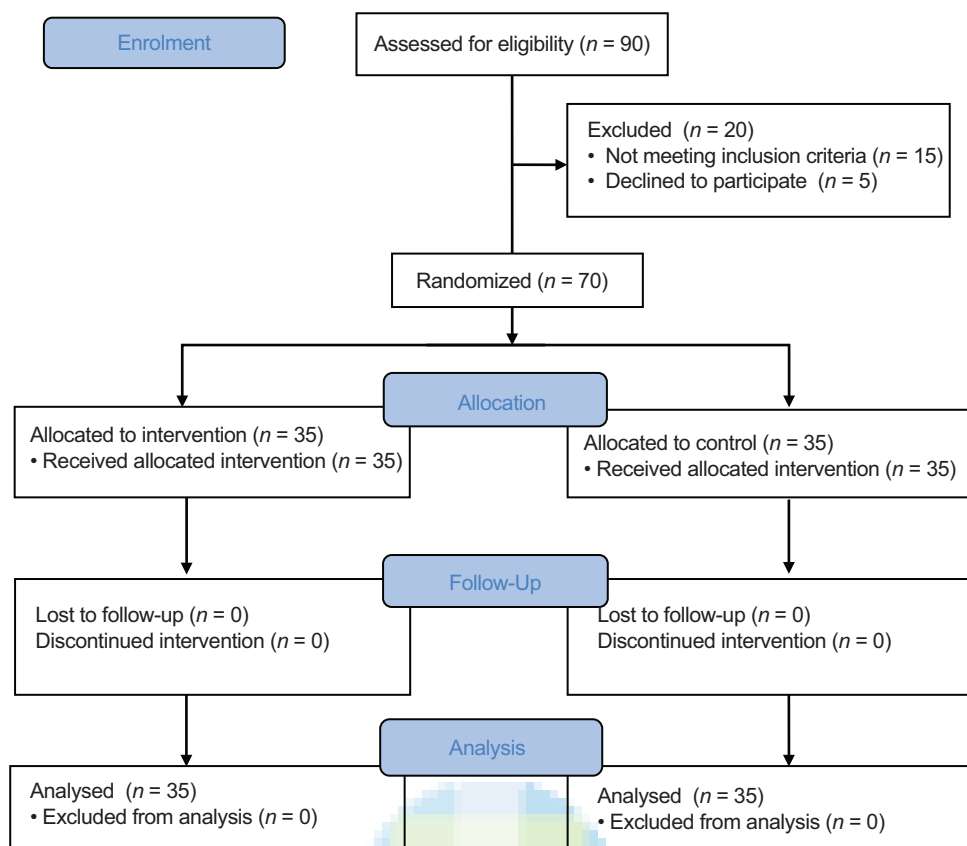 Enrolment
Assessed for eligibility (n = 90)
Excluded (n = 20)
• Not meeting inclusion criteria (n = 15)
• Declined to participate (n = 5)
Randomized (n = 70)
Allocation
Allocated to intervention (n = 35)
• Received allocated intervention (n = 35)
Allocated to control (n = 35)
• Received allocated intervention (n = 35)
Follow-Up
Lost to follow-up (n = 0)
Discontinued intervention (n = 0)
Lost to follow-up (n = 0)
Discontinued intervention (n = 0)
Analysis
Analysed (n = 35)
• Excluded from analysis (n = 0)
Analysed (n = 35)
• Excluded from analysis (n = 0)